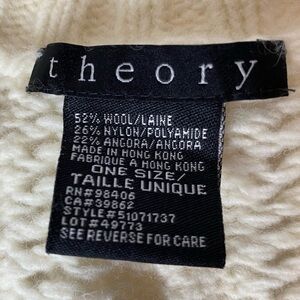 theory
52% WOOL/LAINE
26% NYLON/POLYAMIDE
22% ANGORA/ANGORA
MADE IN HONG KONG
FABRIQUE A HONG KONG
ONE SIZE/
TAILLE UNIQUE
RN#98406
CA#39862
STYLE#51071737
LOT#49773
SEE REVERSE FOR CARE